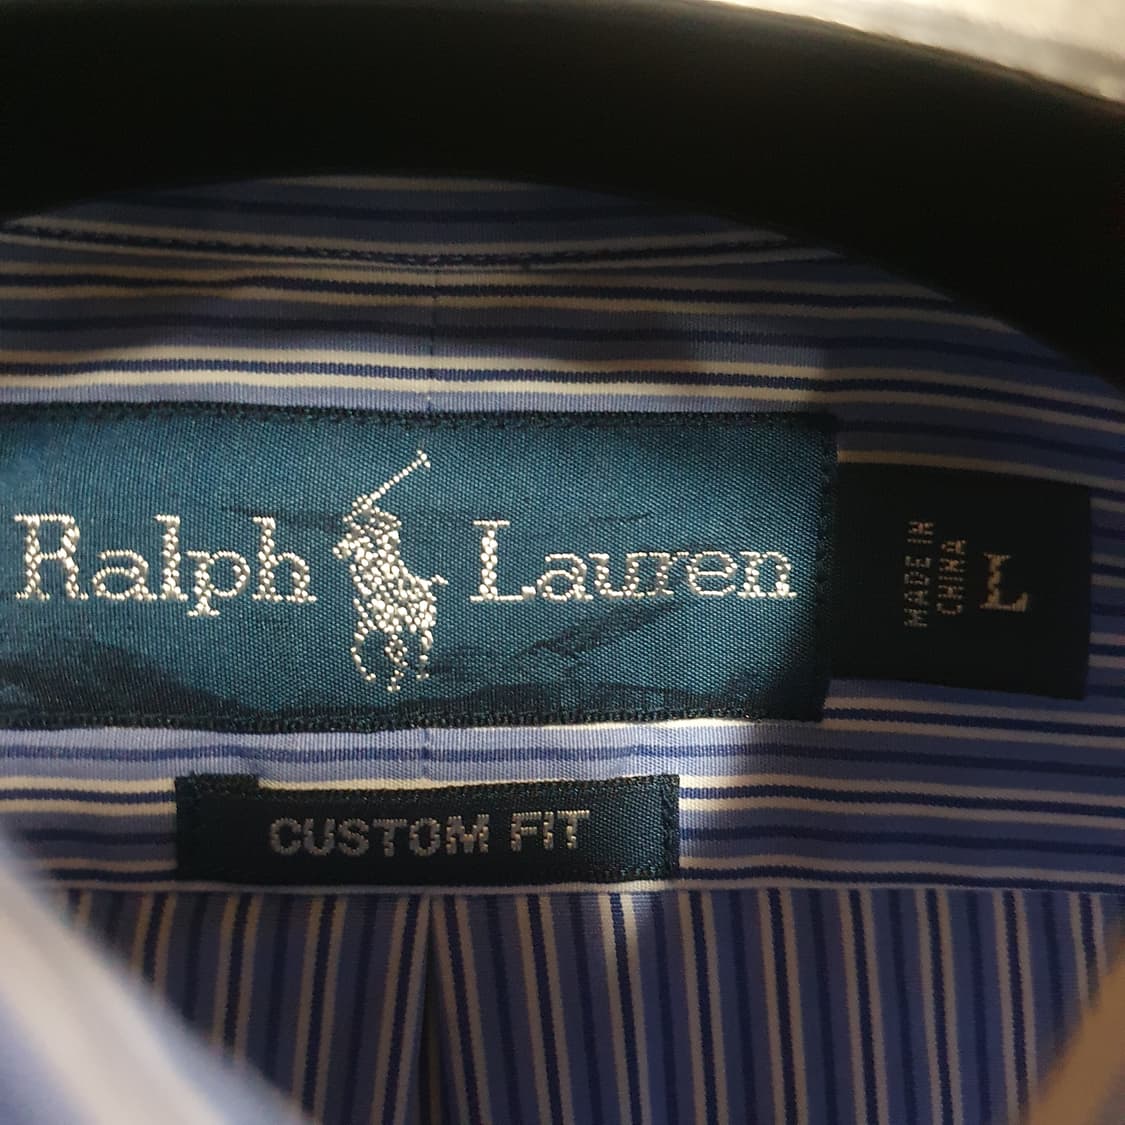 Ralph Lauren
MADE IN
CHINA
L
CUSTOM FIT